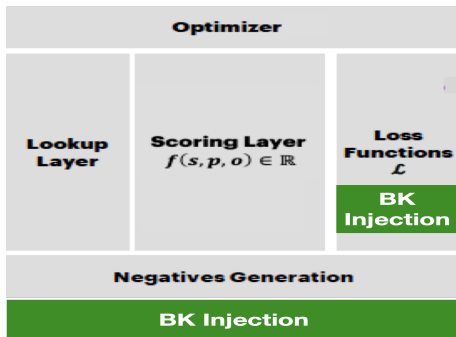 Optimizer
Lookup
Layer
Scoring Layer
f(s, p, o) ∈ ℝ
Loss
Functions
ℒ
BK
Injection
Negatives Generation
BK Injection